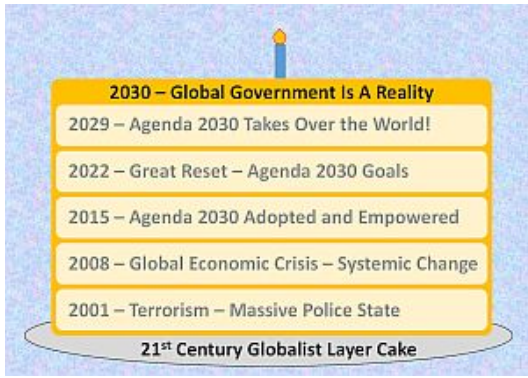 2030 – Global Government Is A Reality
2029 – Agenda 2030 Takes Over the World!
2022 – Great Reset – Agenda 2030 Goals
2015 – Agenda 2030 Adopted and Empowered
2008 – Global Economic Crisis – Systemic Change
2001 – Terrorism – Massive Police State
21st Century Globalist Layer Cake